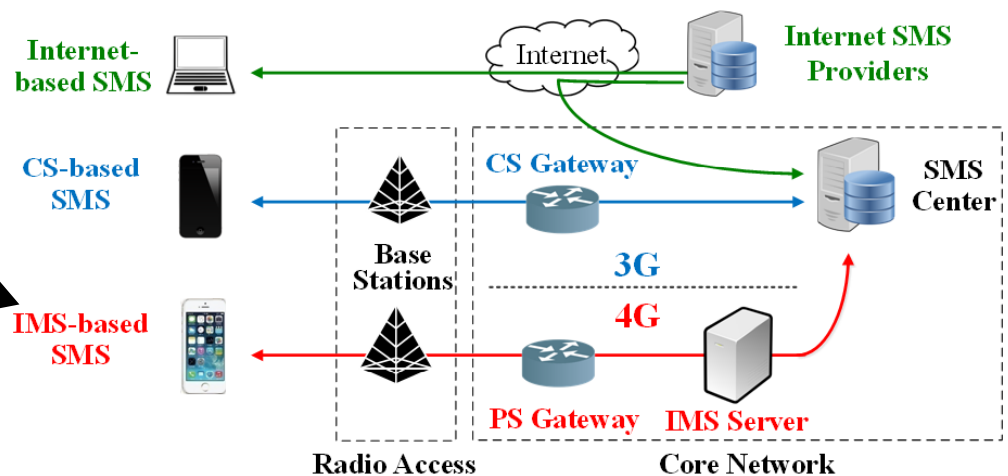 Internet-
based SMS
Internet
Internet SMS
Providers
CS-based
SMS
CS Gateway
SMS
Center
Base
Stations
3G
4G
IMS-based
SMS
PS Gateway
IMS Server
Radio Access
Core Network